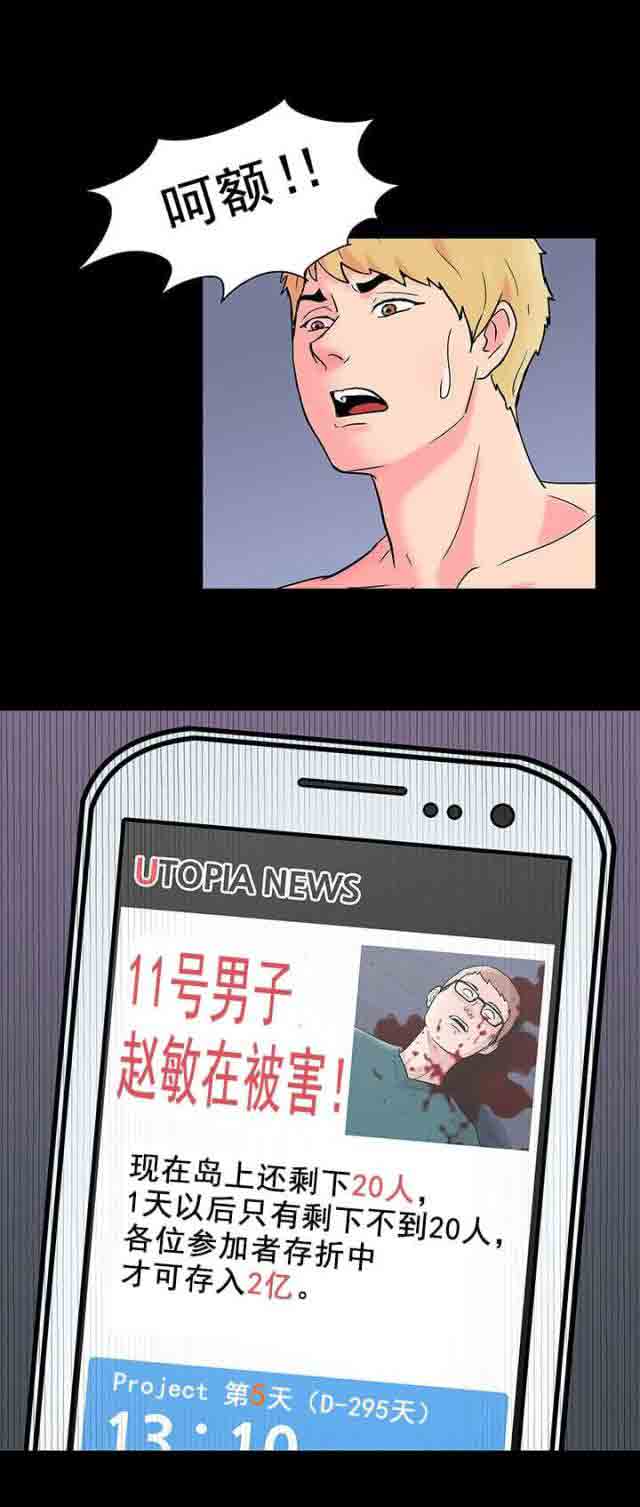 呵额!!
UTOPIA NEWS
11号男子
赵敏在被害!
现在岛上还剩下20人，
1天以后只有剩下不到20人，
各位参加者存折中
才可存入2亿。
Project 第5天（D-295天）
13:10